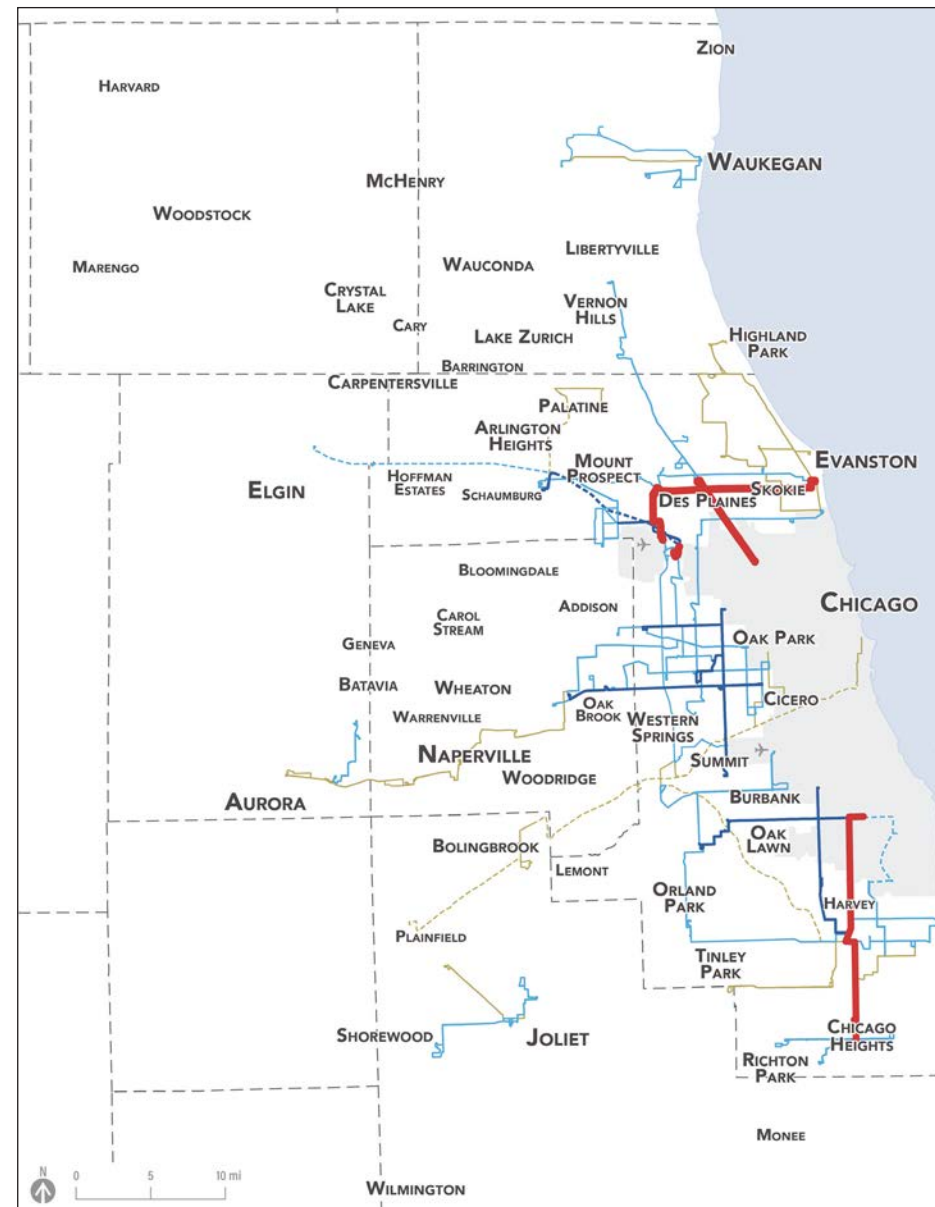 ZION
HARVARD
WAUKEGAN
MCHENRY
WOODSTOCK
LIBERTYVILLE
MARENGO
WAUCONDA
CRYSTAL
LAKE
VERNON
HILLS
CARY
LAKE ZURICH
HIGHLAND
PARK
BARRINGTON
CARPENTERSVILLE
PALATINE
ARLINGTON
HEIGHTS
MOUNT
PROSPECT
EVANSTON
ELGIN
HOFFMAN
ESTATES
SCHAUMBURG
DES PLAINES
SKOKIE
BLOOMINGDALE
CHICAGO
ADDISON
CAROL
STREAM
OAK PARK
GENEVA
BATAVIA
WHEATON
CICERO
OAK
BROOK
WARRENVILLE
WESTERN
SPRINGS
NAPERVILLE
SUMMIT
WOODRIDGE
AURORA
BURBANK
OAK
LAWN
BOLINGBROOK
LEMONT
ORLAND
PARK
HARVEY
PLAINFIELD
TINLEY
PARK
SHOREWOOD
JOLIET
CHICAGO
HEIGHTS
RICHTON
PARK
MONEE
N
0 5 10 mi
WILMINGTON